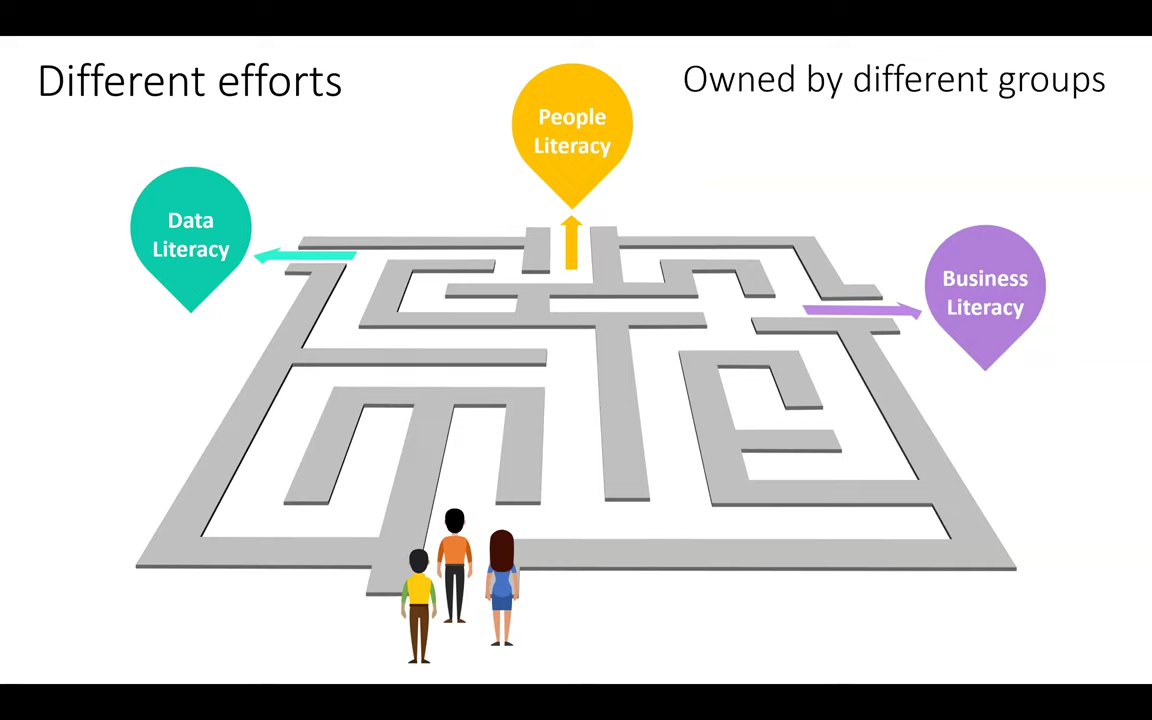 Different efforts
Owned by different groups
People
Literacy
Data
Literacy
Business
Literacy